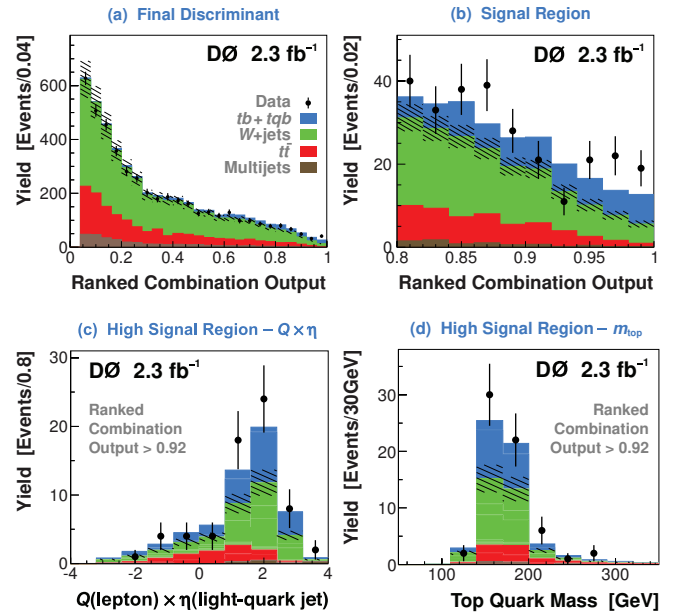 (a) Final Discriminant
DØ 2.3 fb⁻¹
Yield [Events/0.04]
600
400
200
0
Data
tb + tqb
W+jets
tt̄
Multijets
0 0.2 0.4 0.6 0.8 1
Ranked Combination Output
(b) Signal Region
DØ 2.3 fb⁻¹
Yield [Events/0.02]
60
40
20
0
0.8 0.85 0.9 0.95 1
Ranked Combination Output
(c) High Signal Region – Q × η
DØ 2.3 fb⁻¹
Yield [Events/0.8]
30
20
10
0
Ranked
Combination
Output > 0.92
-4 -2 0 2 4
Q(lepton) × η(light-quark jet)
(d) High Signal Region – mtop
DØ 2.3 fb⁻¹
Yield [Events/30GeV]
30
20
10
0
Ranked
Combination
Output > 0.92
100 200 300
Top Quark Mass [GeV]